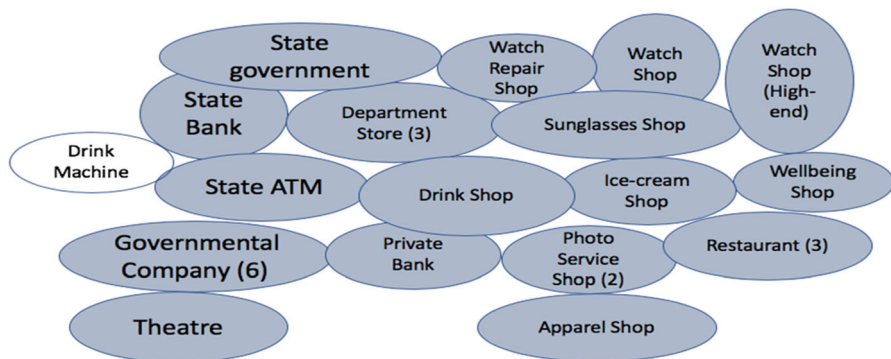 State
government
Watch
Repair
Shop
Watch
Shop
Watch
Shop
(High-
end)
State
Bank
Department
Store (3)
Sunglasses Shop
Drink
Machine
State ATM
Drink Shop
Ice-cream
Shop
Wellbeing
Shop
Governmental
Company (6)
Private
Bank
Photo
Service
Shop (2)
Restaurant (3)
Theatre
Apparel Shop